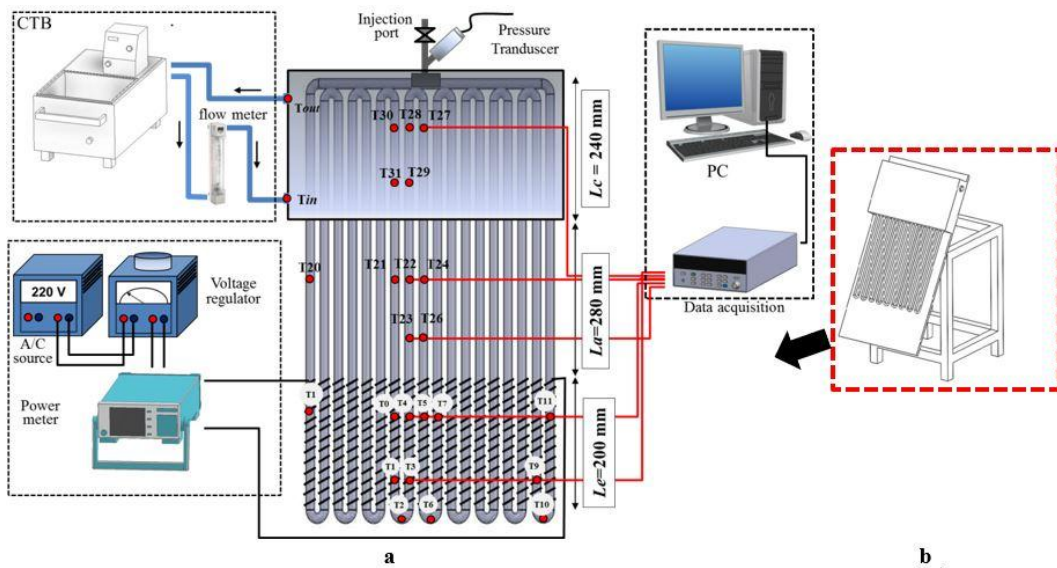 CTB
Injection
port
Pressure
Tranduscer
Tout
flow meter
Tin
T30
T28
T27
T31
T29
Lc = 240 mm
PC
Data acquisition
220 V
A/C
source
Voltage
regulator
Power
meter
T20
T21
T22
T24
T23
T26
La=280 mm
T1
T0
T4
T5
T7
T11
T1
T3
T9
T2
T6
T10
Le=200 mm
a
b